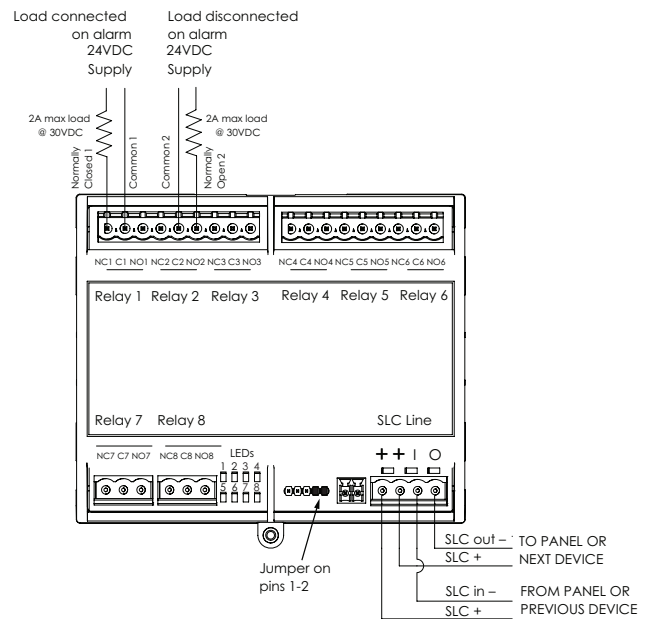 Load connected
on alarm
24VDC
Supply
Load disconnected
on alarm
24VDC
Supply
2A max load
@ 30VDC
2A max load
@ 30VDC
Normally
Closed 1
Common 1
Common 2
Normally
Open 2
NC1 C1 NO1 NC2 C2 NO2 NC3 C3 NO3
NC4 C4 NO4 NC5 C5 NO5 NC6 C6 NO6
Relay 1 Relay 2 Relay 3
Relay 4 Relay 5 Relay 6
Relay 7 Relay 8
SLC Line
NC7 C7 NO7
NC8 C8 NO8
LEDs
1 2 3 4
5 6 7 8
+ + I O
Jumper on
pins 1-2
SLC out –
SLC +
TO PANEL OR
NEXT DEVICE
SLC in –
SLC +
FROM PANEL OR
PREVIOUS DEVICE